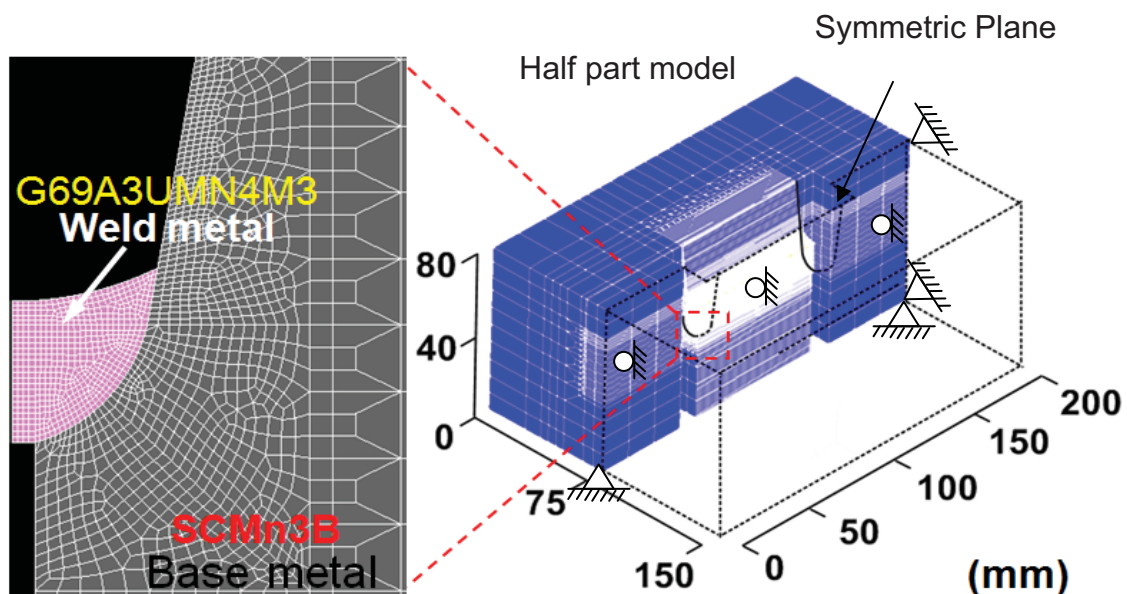 Symmetric Plane
Half part model
G69A3UMN4M3
Weld metal
SCMn3B
Base metal
80
40
0
75
150
0
50
100
150
200
(mm)